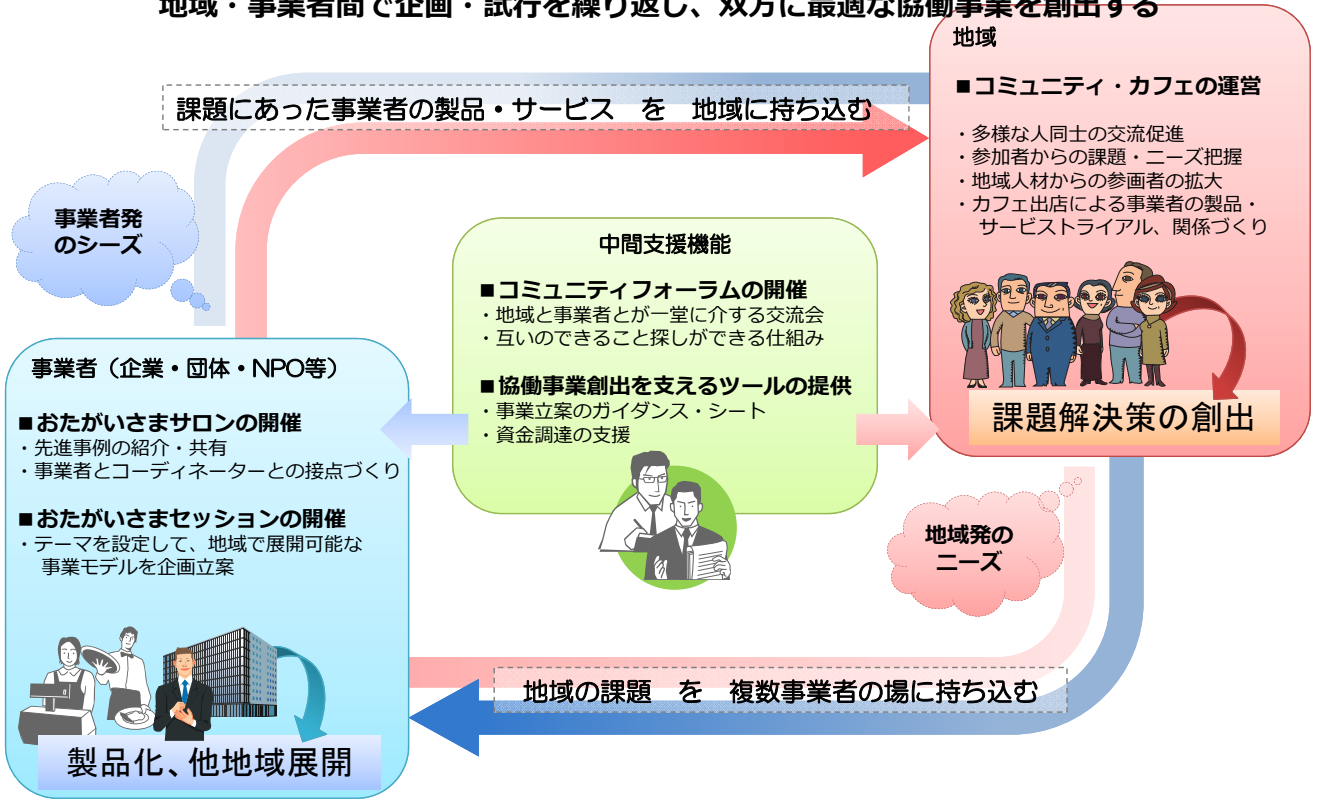 地域・事業者間で企画・試行を繰り返し、双方に最適な協働事業を創出する
地域
■コミュニティ・カフェの運営
・多様な人同士の交流促進
・参加者からの課題・ニーズ把握
・地域人材からの参画者の拡大
・カフェ出店による事業者の製品・
サービストライアル、関係づくり
課題解決策の創出
課題にあった事業者の製品・サービス を 地域に持ち込む
事業者発
のシーズ
中間支援機能
■コミュニティフォーラムの開催
・地域と事業者とが一堂に介する交流会
・互いのできること探しができる仕組み
■協働事業創出を支えるツールの提供
・事業立案のガイダンス・シート
・資金調達の支援
事業者（企業・団体・NPO等）
■おたがいさまサロンの開催
・先進事例の紹介・共有
・事業者とコーディネーターとの接点づくり
■おたがいさまセッションの開催
・テーマを設定して、地域で展開可能な
事業モデルを企画立案
製品化、他地域展開
地域発の
ニーズ
地域の課題 を 複数事業者の場に持ち込む